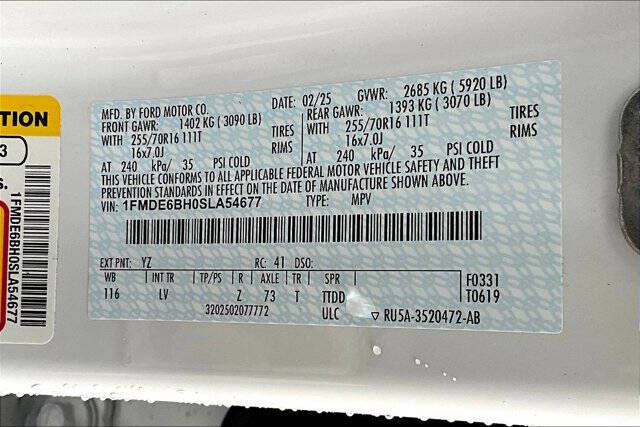 TION
3
S.
1FMDE6BH0SLA54677
MFD. BY FORD MOTOR CO.
DATE: 02/25 GVWR: 2685 KG ( 5920 LB)
FRONT GAWR: 1402 KG ( 3090 LB)
REAR GAWR: 1393 KG ( 3070 LB)
WITH 255/70R16 111T TIRES
WITH 255/70R16 111T TIRES
16x7.0J RIMS
16x7.0J RIMS
AT 240 kPa/ 35 PSI COLD
AT 240 kPa/ 35 PSI COLD
THIS VEHICLE CONFORMS TO ALL APPLICABLE FEDERAL MOTOR VEHICLE SAFETY AND THEFT
PREVENTION STANDARDS IN EFFECT ON THE DATE OF MANUFACTURE SHOWN ABOVE.
VIN: 1FMDE6BH0SLA54677 TYPE: MPV
EXT PNT: YZ RC: 41 DSO:
WB INT TR TP/PS R AXLE TR SPR
116 LV Z 73 T TTDD
F0331
T0619
3202502077772 ULC RU5A-3520472-AB